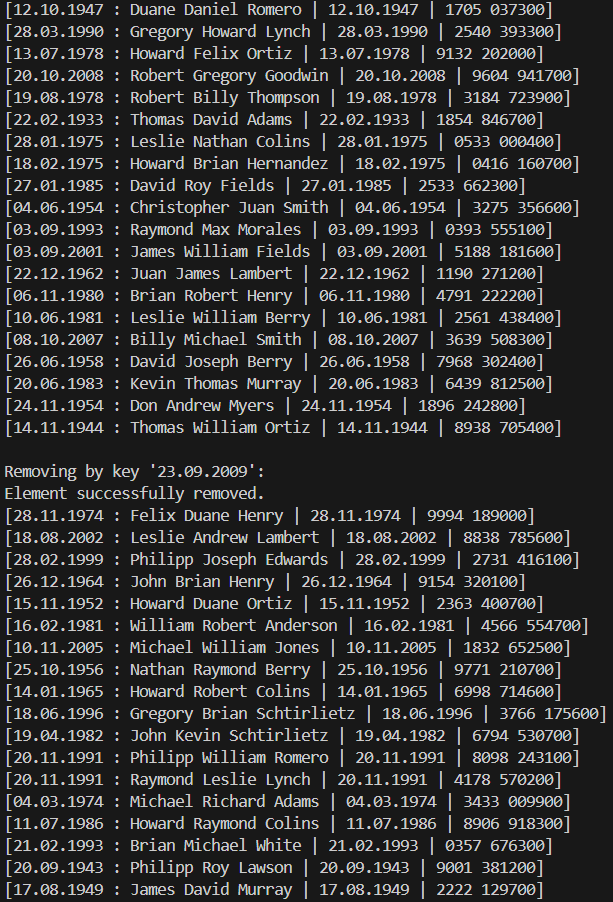 [12.10.1947 : Duane Daniel Romero | 12.10.1947 | 1705 037300]
[28.03.1990 : Gregory Howard Lynch | 28.03.1990 | 2540 393300]
[13.07.1978 : Howard Felix Ortiz | 13.07.1978 | 9132 202000]
[20.10.2008 : Robert Gregory Goodwin | 20.10.2008 | 9604 941700]
[19.08.1978 : Robert Billy Thompson | 19.08.1978 | 3184 723900]
[22.02.1933 : Thomas David Adams | 22.02.1933 | 1854 846700]
[28.01.1975 : Leslie Nathan Colins | 28.01.1975 | 0533 000400]
[18.02.1975 : Howard Brian Hernandez | 18.02.1975 | 0416 160700]
[27.01.1985 : David Roy Fields | 27.01.1985 | 2533 662300]
[04.06.1954 : Christopher Juan Smith | 04.06.1954 | 3275 356600]
[03.09.1993 : Raymond Max Morales | 03.09.1993 | 0393 555100]
[03.09.2001 : James William Fields | 03.09.2001 | 5188 181600]
[22.12.1962 : Juan James Lambert | 22.12.1962 | 1190 271200]
[06.11.1980 : Brian Robert Henry | 06.11.1980 | 4791 222200]
[10.06.1981 : Leslie William Berry | 10.06.1981 | 2561 438400]
[08.10.2007 : Billy Michael Smith | 08.10.2007 | 3639 508300]
[26.06.1958 : David Joseph Berry | 26.06.1958 | 7968 302400]
[20.06.1983 : Kevin Thomas Murray | 20.06.1983 | 6439 812500]
[24.11.1954 : Don Andrew Myers | 24.11.1954 | 1896 242800]
[14.11.1944 : Thomas William Ortiz | 14.11.1944 | 8938 705400]
Removing by key '23.09.2009':
Element successfully removed.
[28.11.1974 : Felix Duane Henry | 28.11.1974 | 9994 189000]
[18.08.2002 : Leslie Andrew Lambert | 18.08.2002 | 8838 785600]
[28.02.1999 : Philipp Joseph Edwards | 28.02.1999 | 2731 416100]
[26.12.1964 : John Brian Henry | 26.12.1964 | 9154 320100]
[15.11.1952 : Howard Duane Ortiz | 15.11.1952 | 2363 400700]
[16.02.1981 : William Robert Anderson | 16.02.1981 | 4566 554700]
[10.11.2005 : Michael William Jones | 10.11.2005 | 1832 652500]
[25.10.1956 : Nathan Raymond Berry | 25.10.1956 | 9771 210700]
[14.01.1965 : Howard Robert Colins | 14.01.1965 | 6998 714600]
[18.06.1996 : Gregory Brian Schtirlietz | 18.06.1996 | 3766 175600]
[19.04.1982 : John Kevin Schtirlietz | 19.04.1982 | 6794 530700]
[20.11.1991 : Philipp William Romero | 20.11.1991 | 8098 243100]
[20.11.1991 : Raymond Leslie Lynch | 20.11.1991 | 4178 570200]
[04.03.1974 : Michael Richard Adams | 04.03.1974 | 3433 009900]
[11.07.1986 : Howard Raymond Colins | 11.07.1986 | 8906 918300]
[21.02.1993 : Brian Michael White | 21.02.1993 | 0357 676300]
[20.09.1943 : Philipp Roy Lawson | 20.09.1943 | 9001 381200]
[17.08.1949 : James David Murray | 17.08.1949 | 2222 129700]